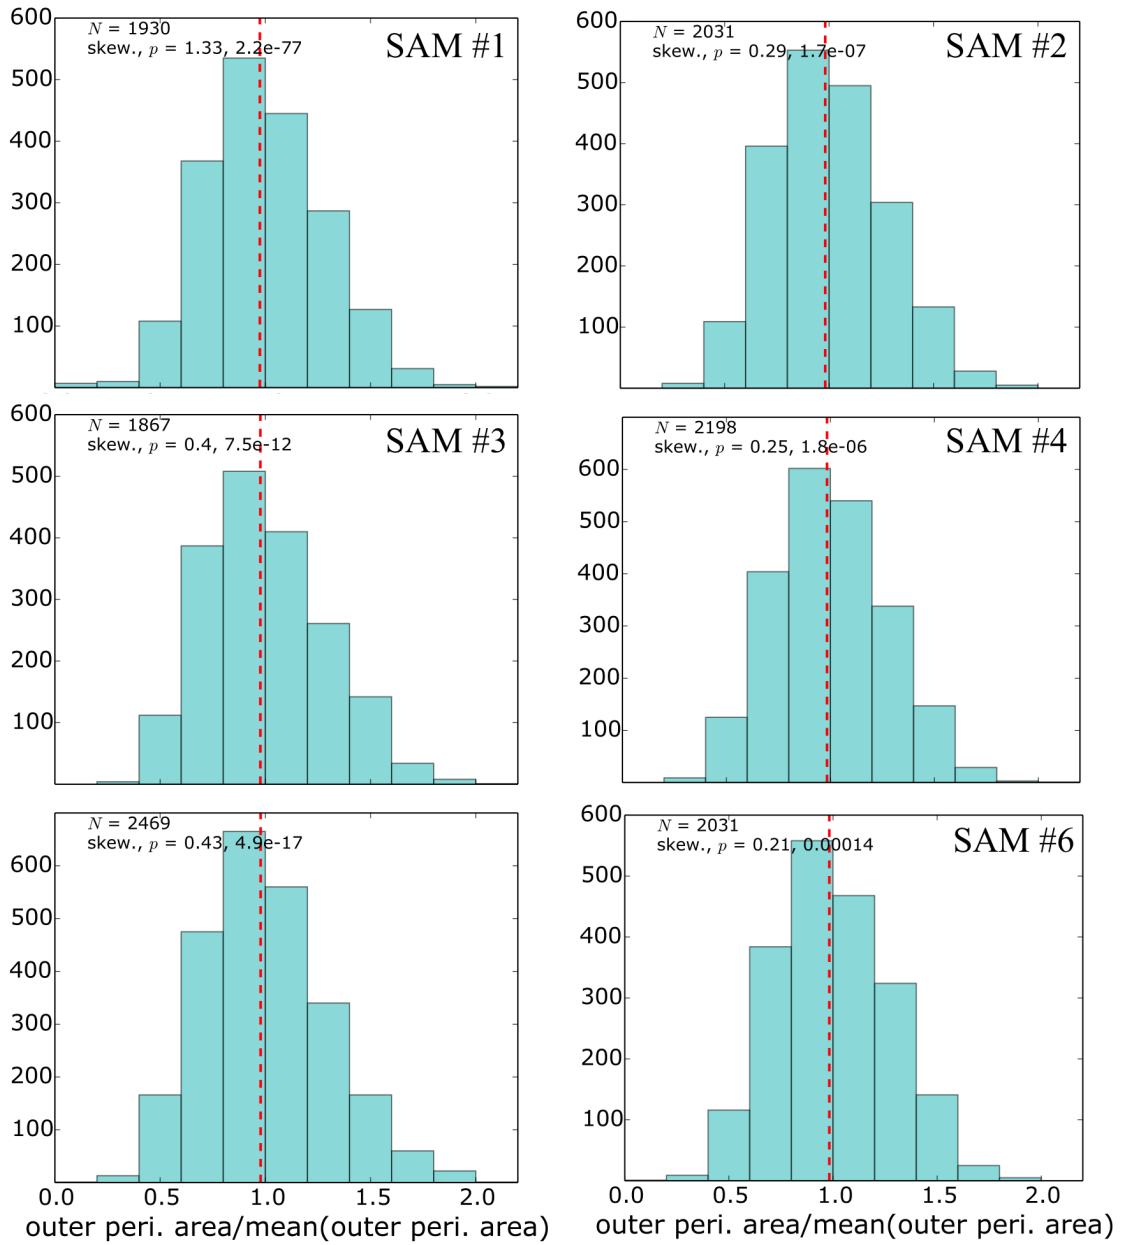 600
500
400
300
200
100
N = 1930
skew., p = 1.33, 2.2e-77
SAM #1
600
500
400
300
200
100
N = 2031
skew., p = 0.29, 1.7e-07
SAM #2
600
500
400
300
200
100
N = 1867
skew., p = 0.4, 7.5e-12
SAM #3
600
500
400
300
200
100
N = 2198
skew., p = 0.25, 1.8e-06
SAM #4
600
500
400
300
200
100
N = 2469
skew., p = 0.43, 4.9e-17
0.0 0.5 1.0 1.5 2.0
outer peri. area/mean(outer peri. area)
600
500
400
300
200
100
N = 2031
skew., p = 0.21, 0.00014
SAM #6
0.0 0.5 1.0 1.5 2.0
outer peri. area/mean(outer peri. area)